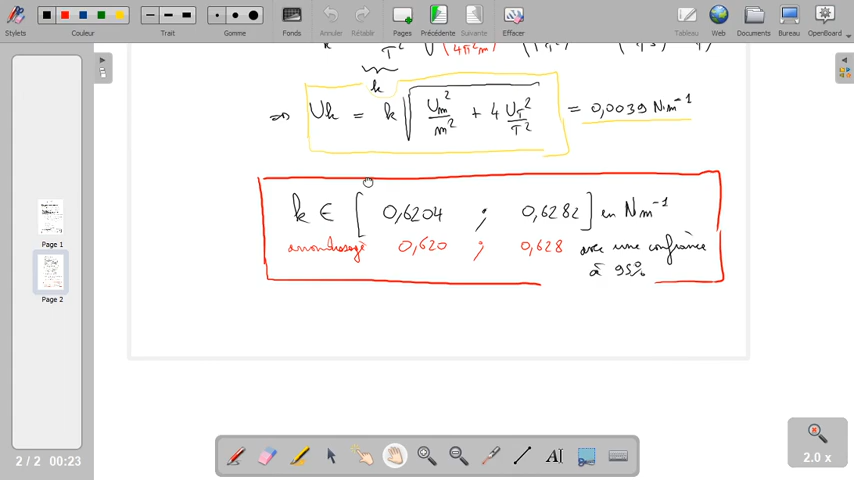 Stylets
Couleur
Trait
Gomme
Fonds
Annuler
Rétablir
Pages
Précédente
Suivante
Effacer
Tableau
Web
Documents
Bureau
OpenBoard
k T² √ (4π²m)
k
⇒ Uk = k √(Um²/m² + 4 UT²/T²) = 0,0039 N.m⁻¹
k ∈ [ 0,6204 ; 0,6282 ] en N m⁻¹
0,620 ; 0,628 avec une confiance
à 95%
Page 1
Page 2
2 / 2 00:23
2.0 x